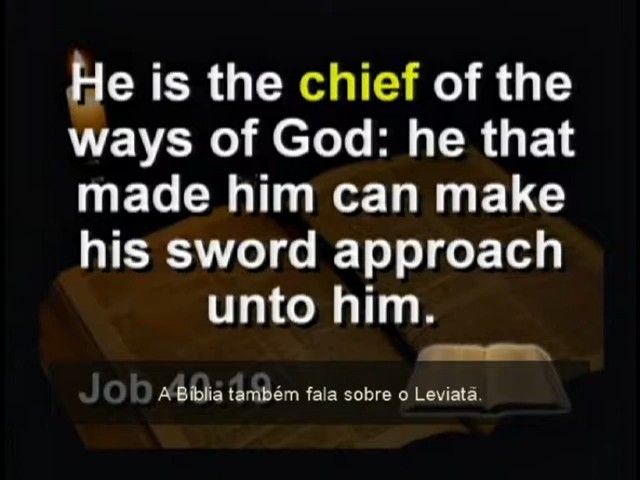 He is the chief of the
ways of God: he that
made him can make
his sword approach
unto him.
Job 40:19
A Bíblia também fala sobre o Leviatã.